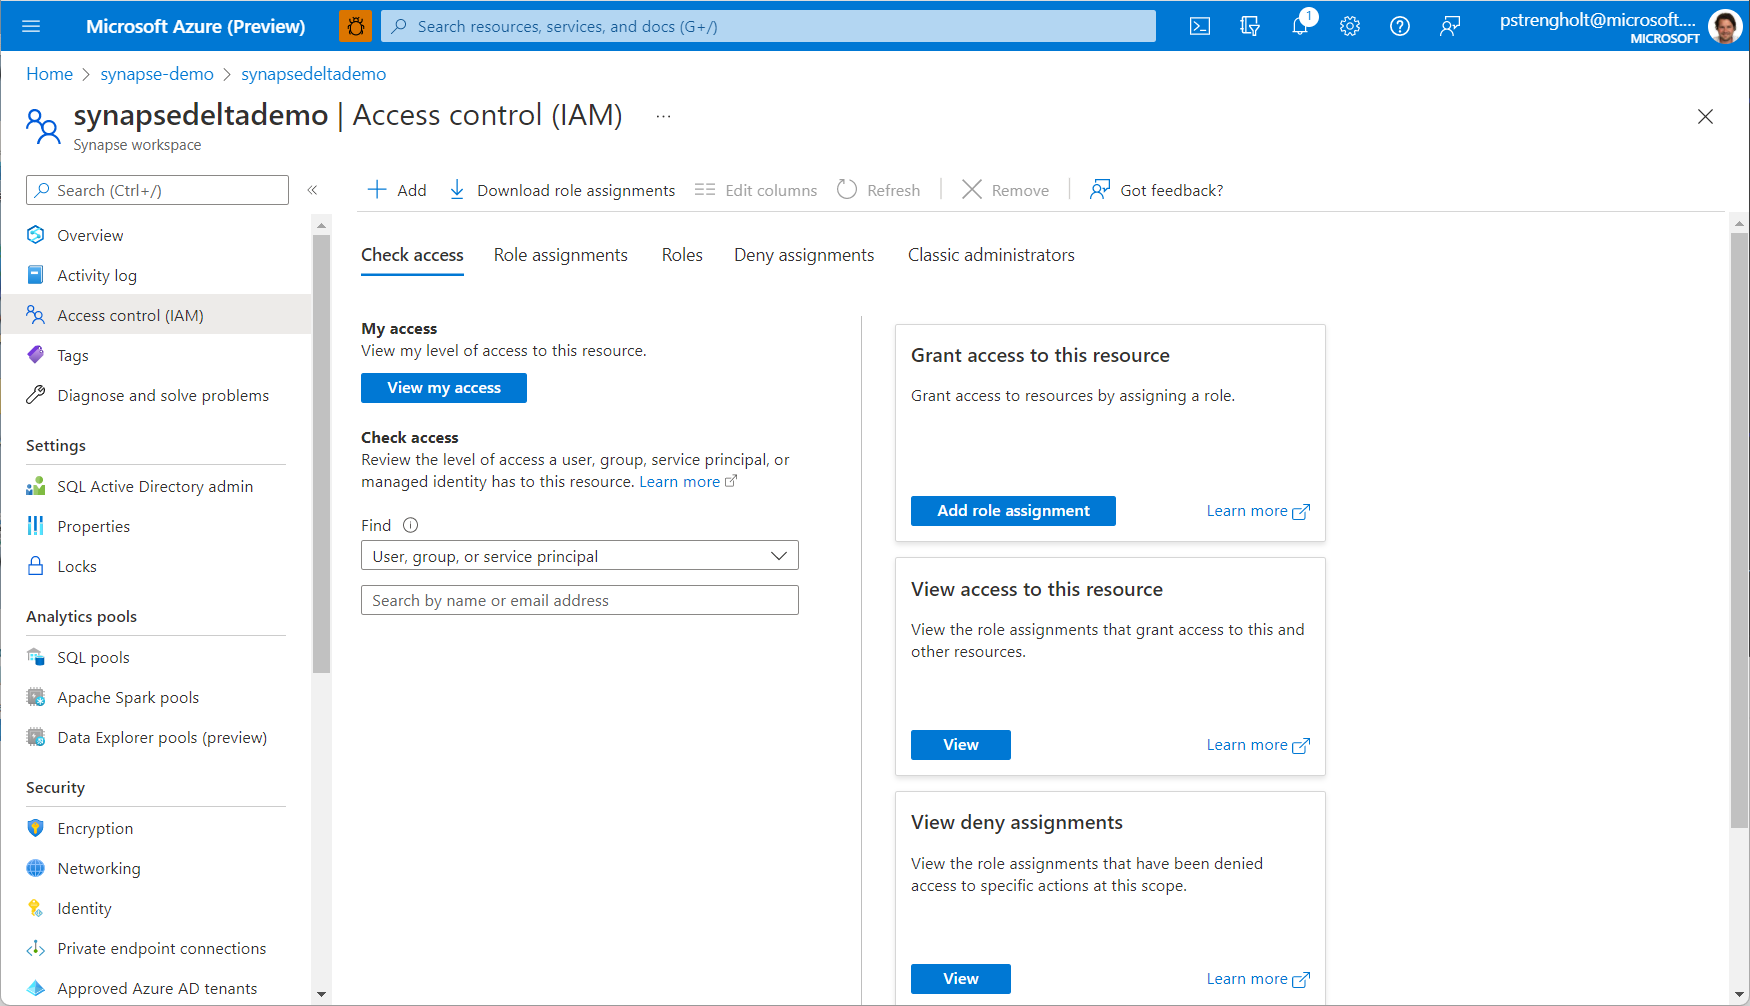 Microsoft Azure (Preview)
Search resources, services, and docs (G+/)
1
pstrengholt@microsoft....
MICROSOFT
Home > synapse-demo > synapsedeltademo
synapsedeltademo | Access control (IAM) ...
Synapse workspace
Search (Ctrl+/)
«
Add
Download role assignments
Edit columns
Refresh
Remove
Got feedback?
Overview
Activity log
Access control (IAM)
Tags
Diagnose and solve problems
Settings
SQL Active Directory admin
Properties
Locks
Analytics pools
SQL pools
Apache Spark pools
Data Explorer pools (preview)
Security
Encryption
Networking
Identity
Private endpoint connections
Approved Azure AD tenants
Check access
Role assignments
Roles
Deny assignments
Classic administrators
My access
View my level of access to this resource.
View my access
Check access
Review the level of access a user, group, service principal, or
managed identity has to this resource. Learn more
Find
User, group, or service principal
Search by name or email address
Grant access to this resource
Grant access to resources by assigning a role.
Add role assignment
Learn more
View access to this resource
View the role assignments that grant access to this and
other resources.
View
Learn more
View deny assignments
View the role assignments that have been denied
access to specific actions at this scope.
View
Learn more